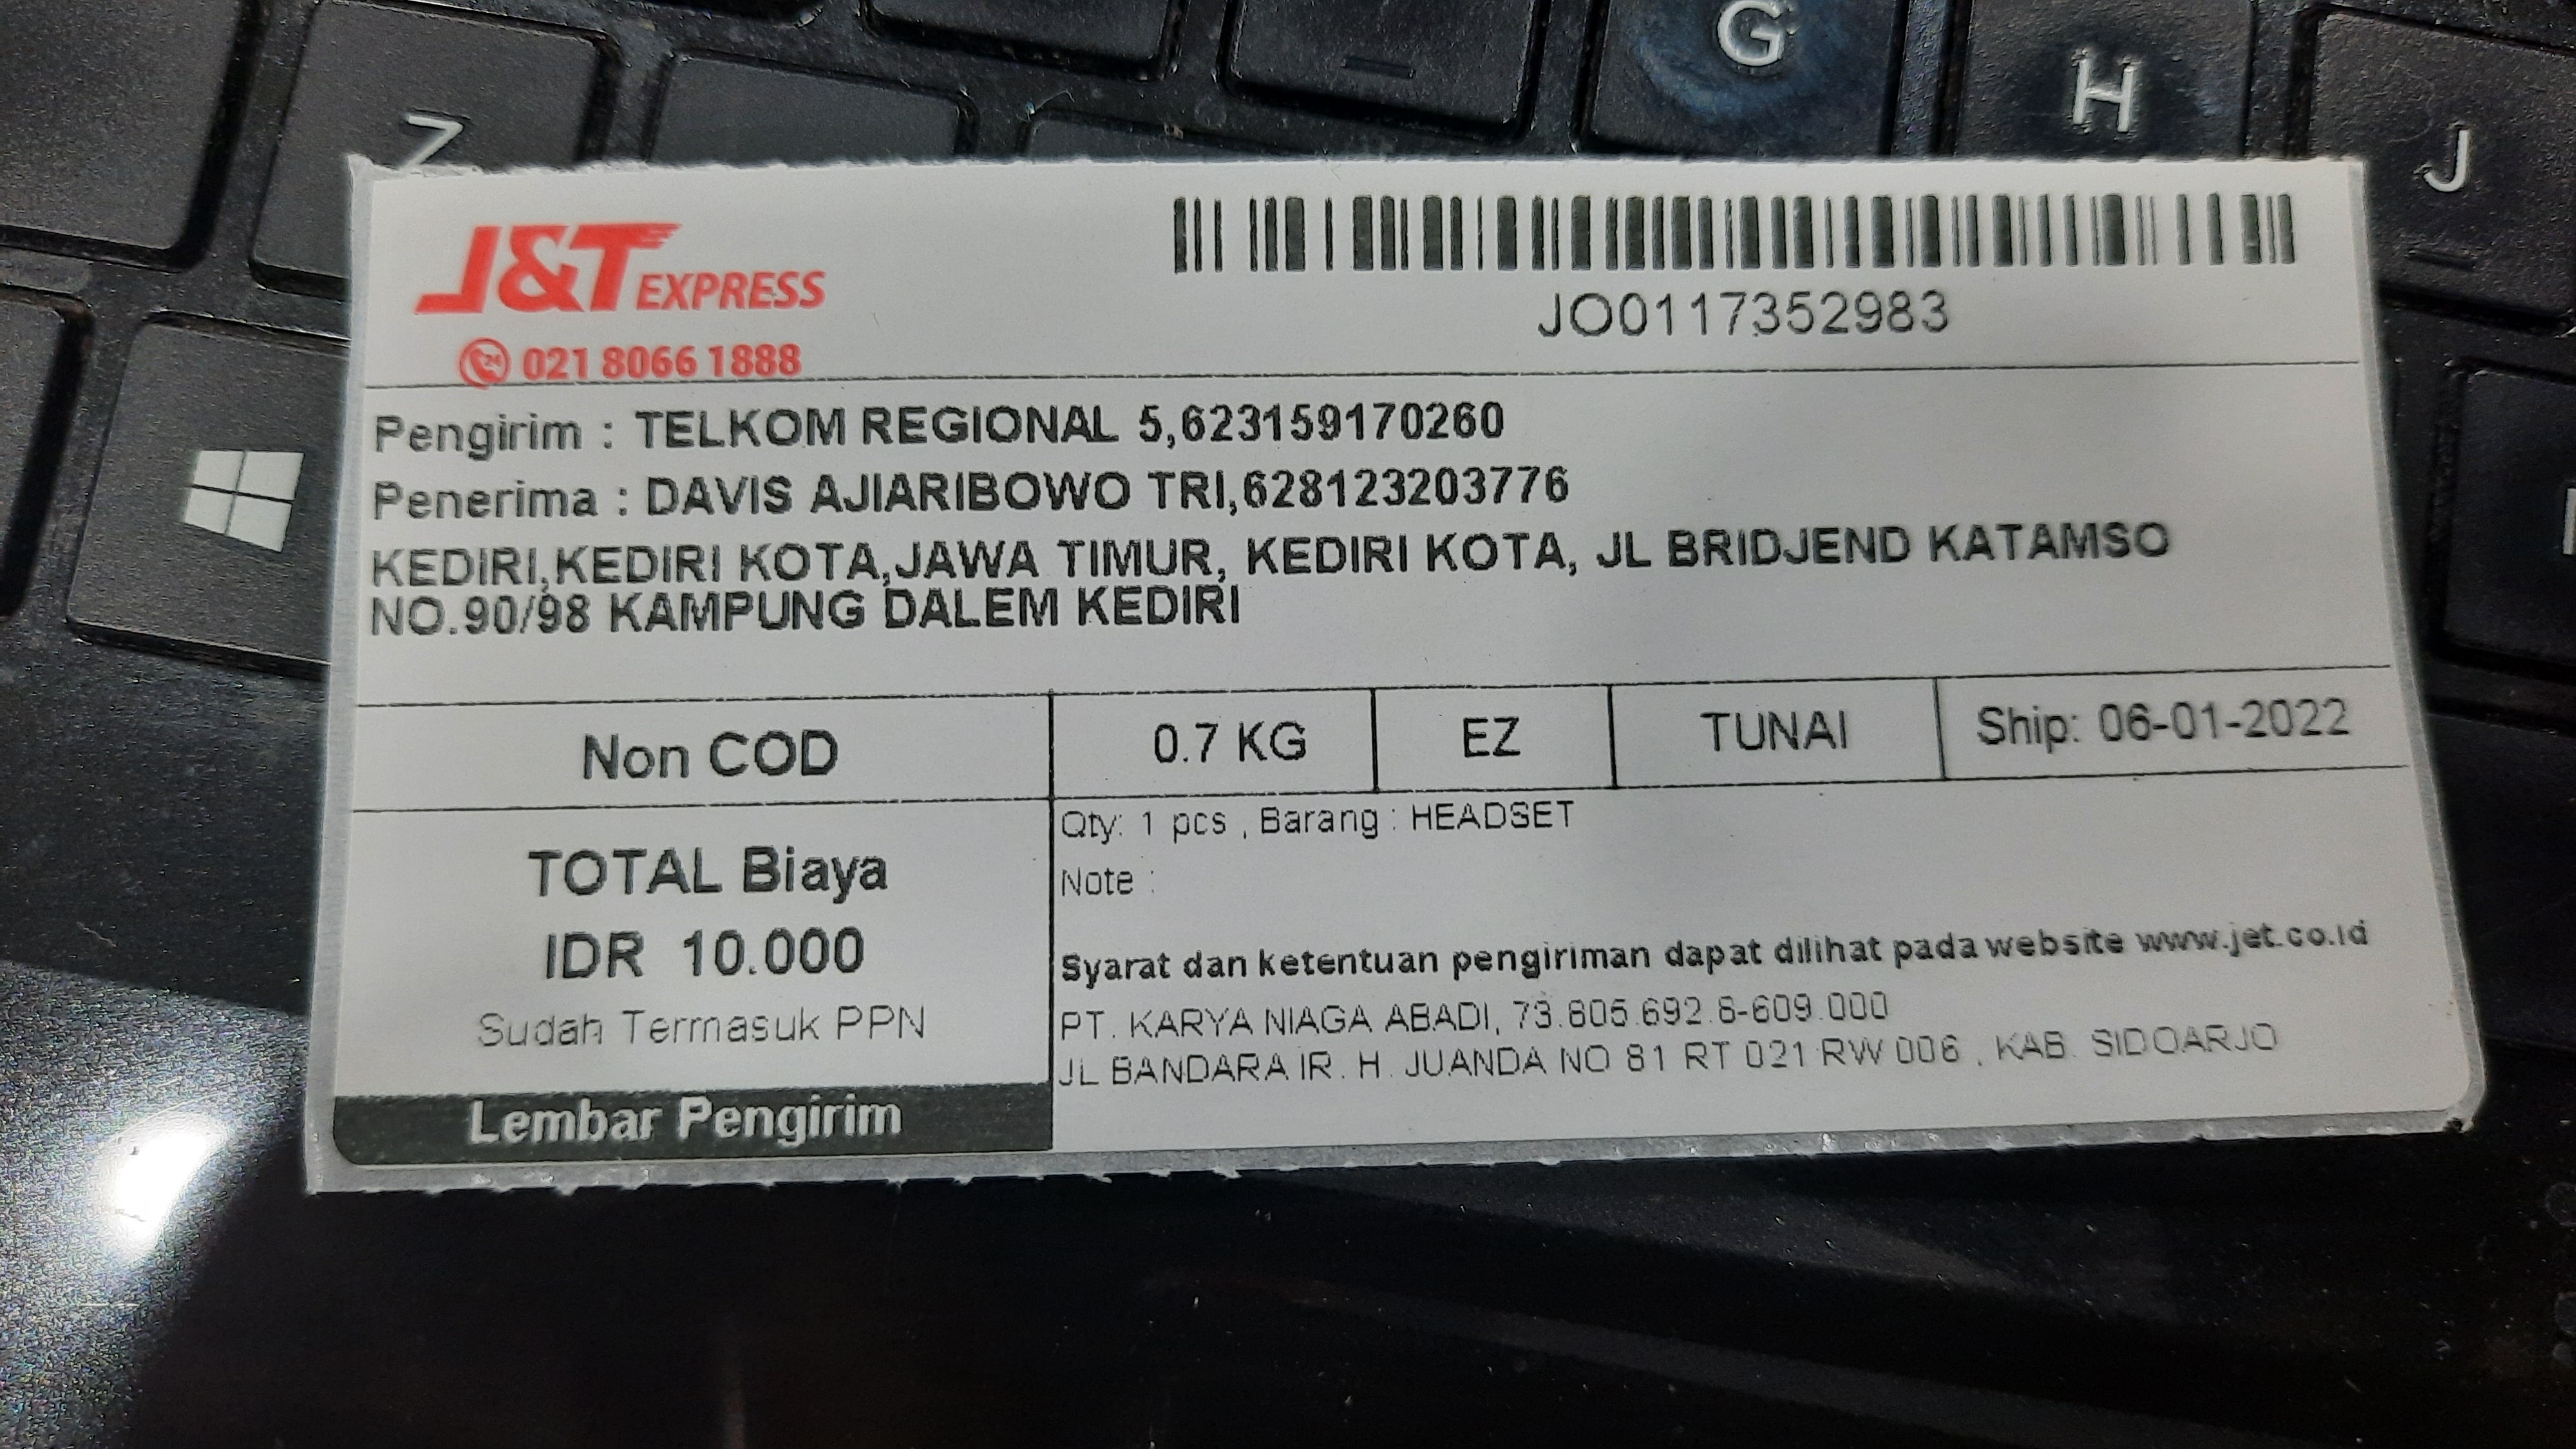 J&T EXPRESS
021 8066 1888
JO0117352983
Pengirim : TELKOM REGIONAL 5,623159170260
Penerima : DAVIS AJIARIBOWO TRI,6281232203776
KEDIRI,KEDIRI KOTA,JAWA TIMUR, KEDIRI KOTA, JL BRIDJEND KATAMSO
NO.90/98 KAMPUNG DALEM KEDIRI
Non COD
0.7 KG
EZ
TUNAI
Ship: 06-01-2022
TOTAL Biaya
IDR 10.000
Sudah Termasuk PPN
Lembar Pengirim
Qty: 1 pcs , Barang : HEADSET
Note :
Syarat dan ketentuan pengiriman dapat dilihat pada website www.jet.co.id
PT. KARYA NIAGA ABADI, 73.605.692.6-609.000
JL BANDARA IR. H. JUANDA NO 81 RT 021 RW 006 , KAB. SIDOARJO
Z
G
H
J